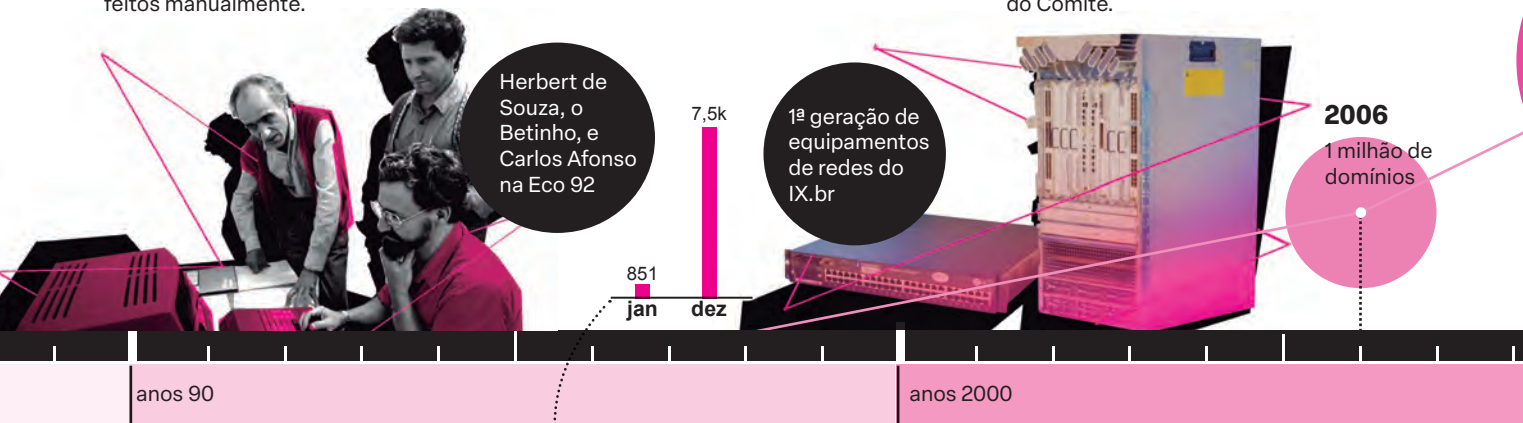 feitos manualmente.
do Comitê.
Herbert de
Souza, o
Betinho, e
Carlos Afonso
na Eco 92
851
jan
7,5k
dez
1ª geração de
equipamentos
de redes do
IX.br
2006
1 milhão de
domínios
anos 90
anos 2000